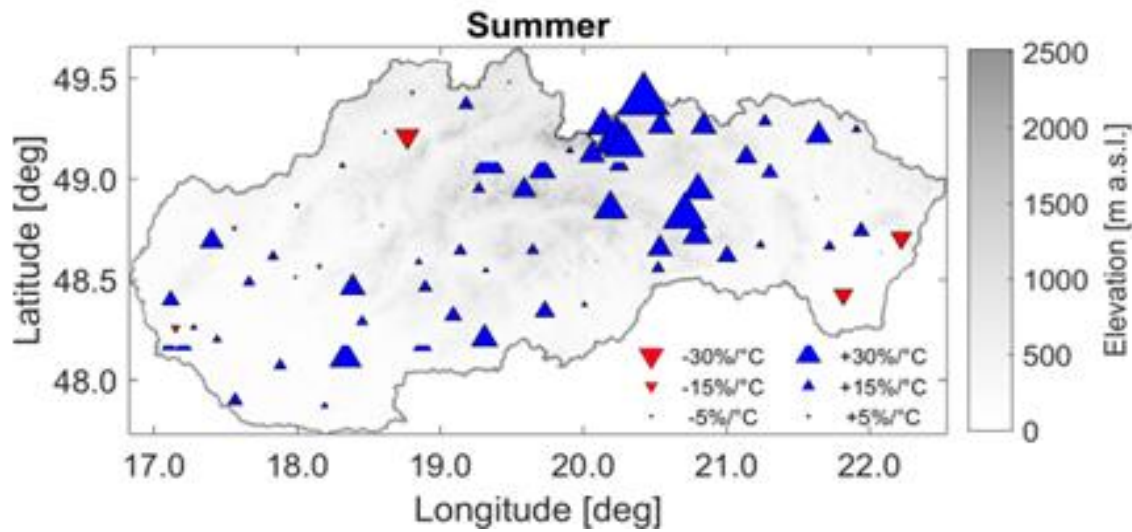 Summer
49.5
49.0
48.5
48.0
Latitude [deg]
17.0 18.0 19.0 20.0 21.0 22.0
Longitude [deg]
-30%/°C +30%/°C
-15%/°C +15%/°C
-5%/°C +5%/°C
2500
2000
1500
1000
500
0
Elevation [m a.s.l.]